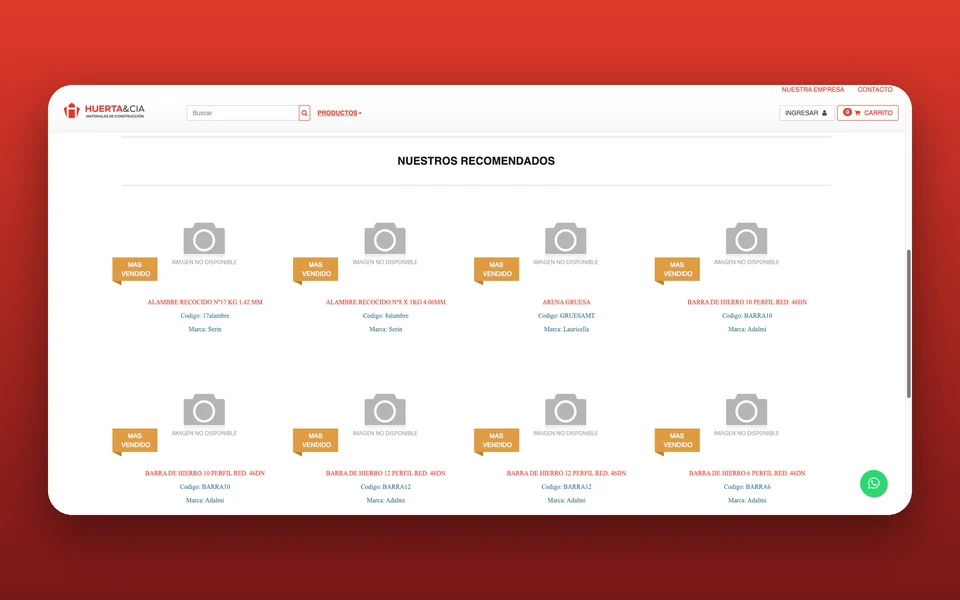 NUESTRA EMPRESA CONTACTO
HUERTA&CIA
MATERIALES DE CONSTRUCCIÓN
Buscar
PRODUCTOS
INGRESAR
0 CARRITO
NUESTROS RECOMENDADOS
IMAGEN NO DISPONIBLE
MAS VENDIDO
ALAMBRE RECOCIDO Nº17 KG 1.42 MM
Codigo: 17alambre
Marca: Serin
IMAGEN NO DISPONIBLE
MAS VENDIDO
ALAMBRE RECOCIDO Nº8 X 1KG 4.06MM
Codigo: 8alambre
Marca: Serin
IMAGEN NO DISPONIBLE
MAS VENDIDO
ARENA GRUESA
Codigo: GRUESAMT
Marca: Lauricella
IMAGEN NO DISPONIBLE
MAS VENDIDO
BARRA DE HIERRO 10 PERFIL RED. 46DN
Codigo: BARRA10
Marca: Adalmi
IMAGEN NO DISPONIBLE
MAS VENDIDO
BARRA DE HIERRO 10 PERFIL RED. 46DN
Codigo: BARRA10
Marca: Adalmi
IMAGEN NO DISPONIBLE
MAS VENDIDO
BARRA DE HIERRO 12 PERFIL RED. 46DN
Codigo: BARRA12
Marca: Adalmi
IMAGEN NO DISPONIBLE
MAS VENDIDO
BARRA DE HIERRO 12 PERFIL RED. 46DN
Codigo: BARRA12
Marca: Adalmi
IMAGEN NO DISPONIBLE
MAS VENDIDO
BARRA DE HIERRO 6 PERFIL RED. 46DN
Codigo: BARRA6
Marca: Adalmi